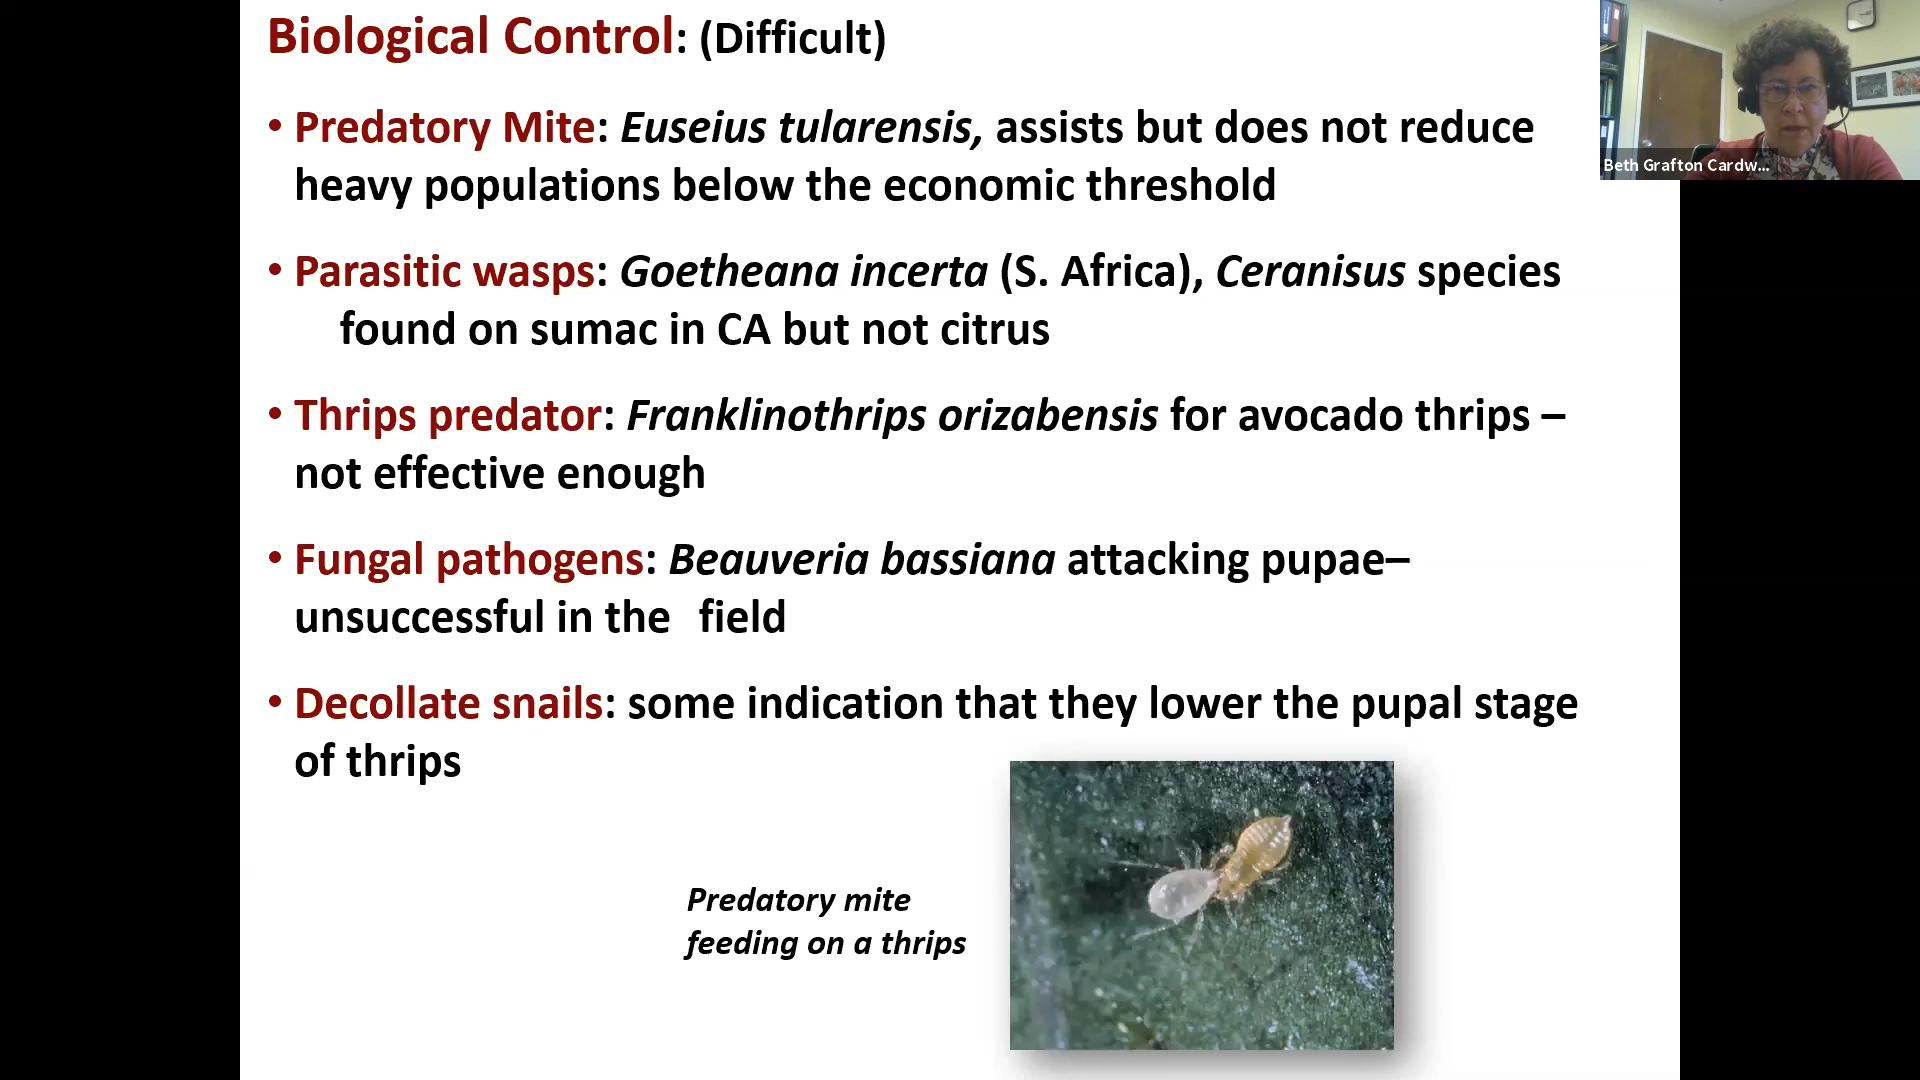 Biological Control: (Difficult)
Beth Grafton Cardw...
• Predatory Mite: Euseius tularensis, assists but does not reduce
heavy populations below the economic threshold
• Parasitic wasps: Goetheana incerta (S. Africa), Ceranisus species
found on sumac in CA but not citrus
• Thrips predator: Franklinothrips orizabensis for avocado thrips –
not effective enough
• Fungal pathogens: Beauveria bassiana attacking pupae–
unsuccessful in the field
• Decollate snails: some indication that they lower the pupal stage
of thrips
Predatory mite
feeding on a thrips